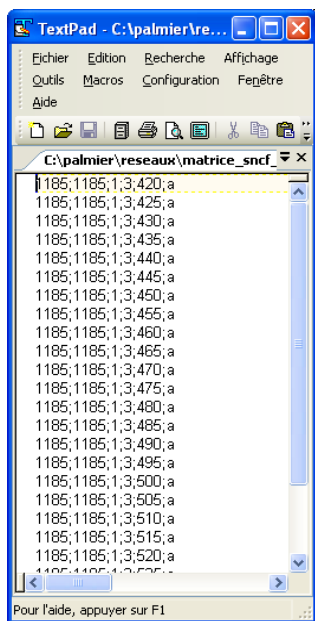 TextPad - C:\palmier\re...
Fichier Edition Recherche Affichage
Outils Macros Configuration Fenêtre
Aide
C:\palmier\reseaux\matrice_sncf_
1185;1185;1;3;420;a
1185;1185;1;3;425;a
1185;1185;1;3;430;a
1185;1185;1;3;435;a
1185;1185;1;3;440;a
1185;1185;1;3;445;a
1185;1185;1;3;450;a
1185;1185;1;3;455;a
1185;1185;1;3;460;a
1185;1185;1;3;465;a
1185;1185;1;3;470;a
1185;1185;1;3;475;a
1185;1185;1;3;480;a
1185;1185;1;3;485;a
1185;1185;1;3;490;a
1185;1185;1;3;495;a
1185;1185;1;3;500;a
1185;1185;1;3;505;a
1185;1185;1;3;510;a
1185;1185;1;3;515;a
1185;1185;1;3;520;a
Pour l'aide, appuyer sur F1